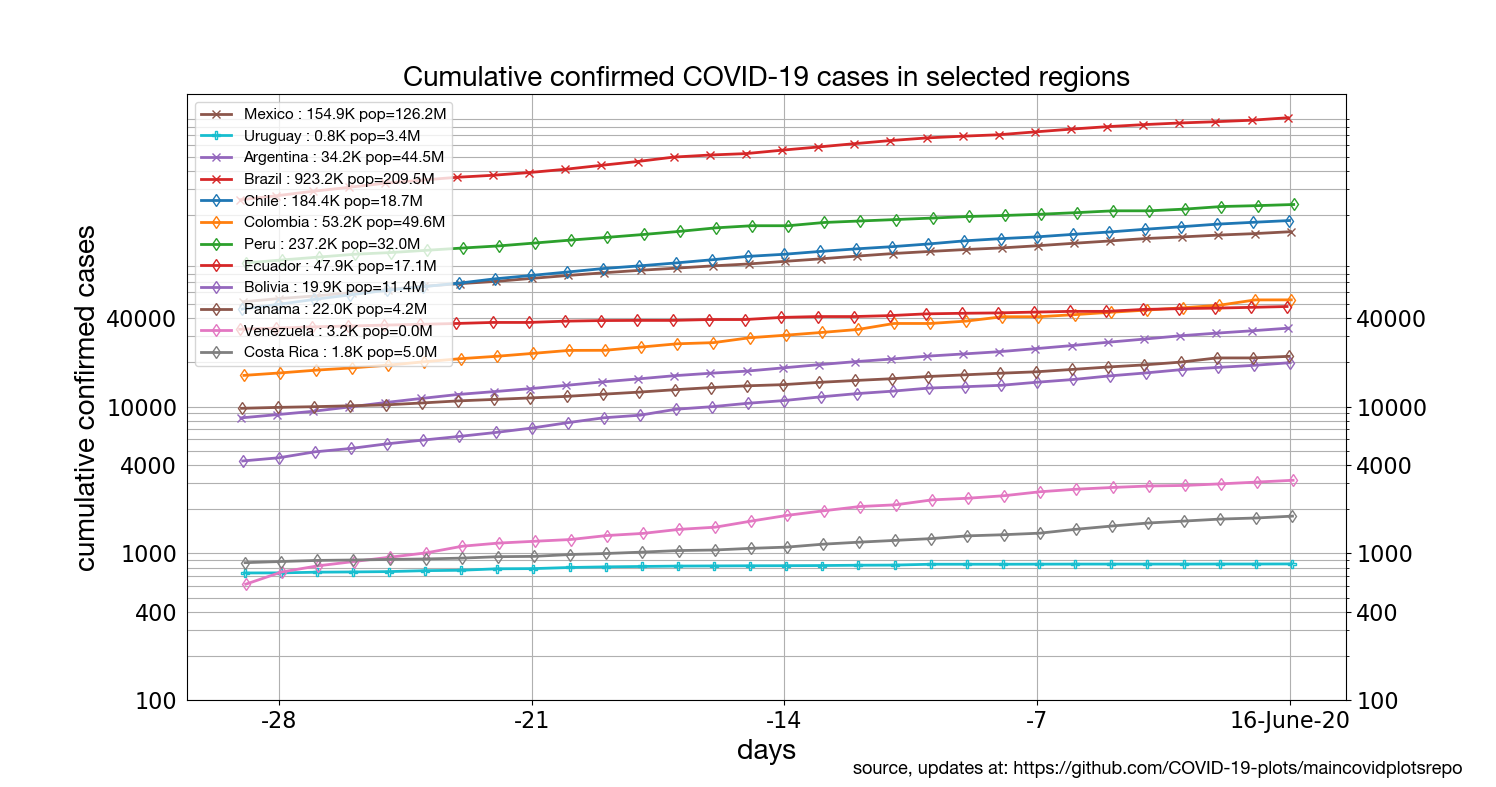 Cumulative confirmed COVID-19 cases in selected regions
Mexico : 154.9K pop=126.2M
Uruguay : 0.8K pop=3.4M
Argentina : 34.2K pop=44.5M
Brazil : 923.2K pop=209.5M
Chile : 184.4K pop=18.7M
Colombia : 53.2K pop=49.6M
Peru : 237.2K pop=32.0M
Ecuador : 47.9K pop=17.1M
Bolivia : 19.9K pop=11.4M
Panama : 22.0K pop=4.2M
Venezuela : 3.2K pop=0.0M
Costa Rica : 1.8K pop=5.0M
cumulative confirmed cases
40000
10000
4000
1000
400
100
40000
10000
4000
1000
400
100
-28
-21
-14
-7
16-June-20
days
source, updates at: https://github.com/COVID-19-plots/maincovidplotsrepo